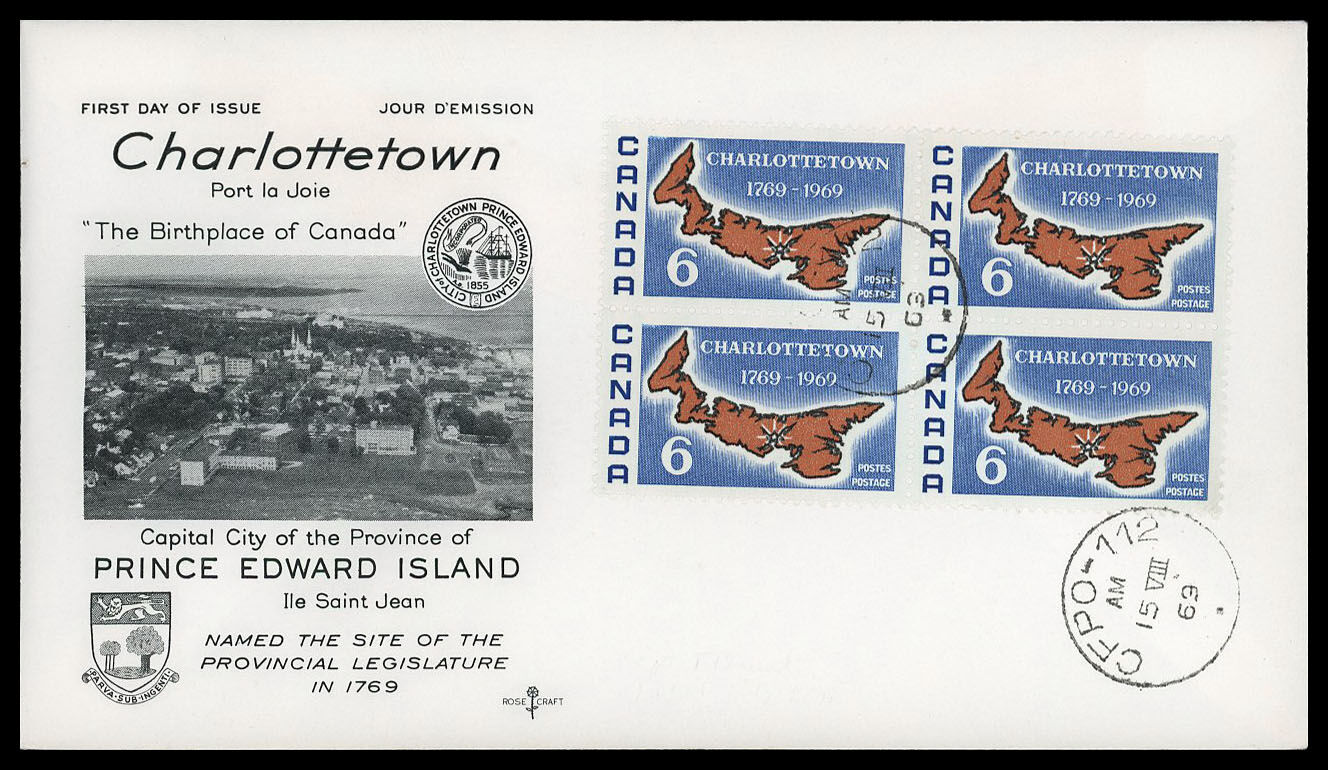 FIRST DAY OF ISSUE JOUR D'EMISSION
Charlottetown
Port la Joie
"The Birthplace of Canada"
CITY OF CHARLOTTETOWN PRINCE EDWARD ISLAND
1855
Capital City of the Province of
PRINCE EDWARD ISLAND
Ile Saint Jean
NAMED THE SITE OF THE
PROVINCIAL LEGISLATURE
IN 1769
PARVA·SUB·INGENTI
ROSE CRAFT
CANADA
CHARLOTTETOWN
1769 - 1969
6
POSTES
POSTAGE
CANADA
CHARLOTTETOWN
1769 - 1969
6
POSTES
POSTAGE
CANADA
CHARLOTTETOWN
1769 - 1969
6
POSTES
POSTAGE
CANADA
CHARLOTTETOWN
1769 - 1969
6
POSTES
POSTAGE
AM
15
69
CFPO-112
AM
15 VIII
69